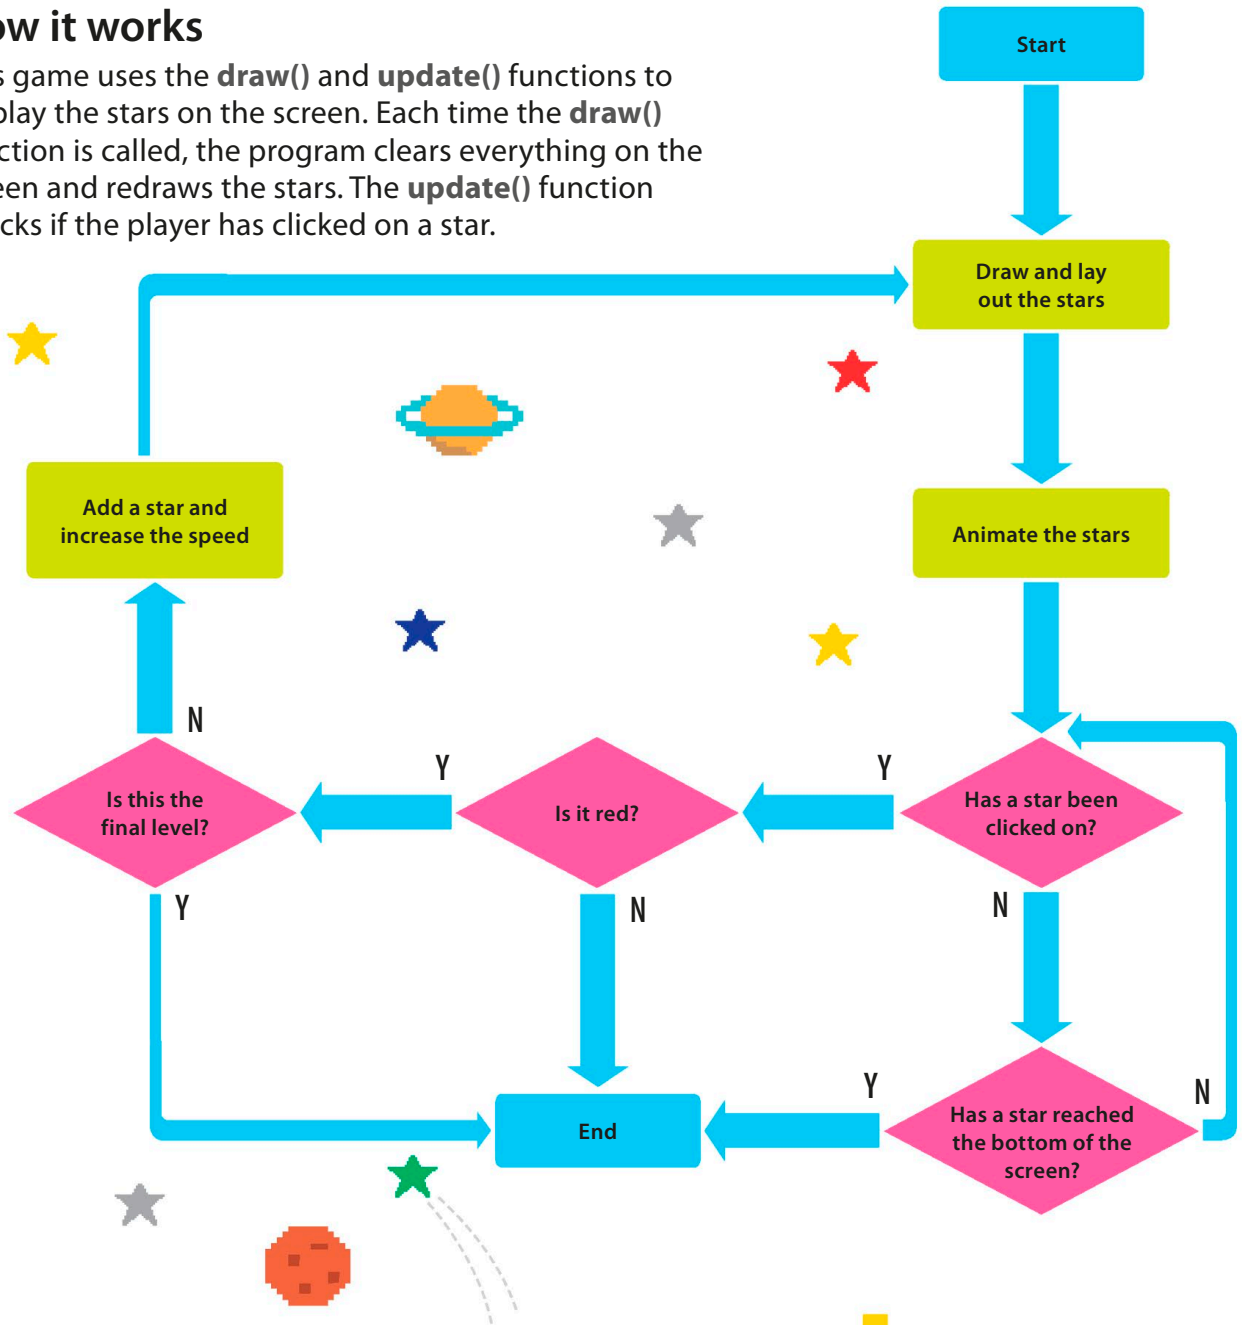 ow it works
s game uses the draw() and update() functions to
play the stars on the screen. Each time the draw()
ction is called, the program clears everything on the
een and redraws the stars. The update() function
cks if the player has clicked on a star.
Start
Draw and lay
out the stars
Add a star and
increase the speed
Animate the stars
N
Y
Y
Is this the
final level?
Is it red?
Has a star been
clicked on?
Y
N
N
Y
N
End
Has a star reached
the bottom of the
screen?